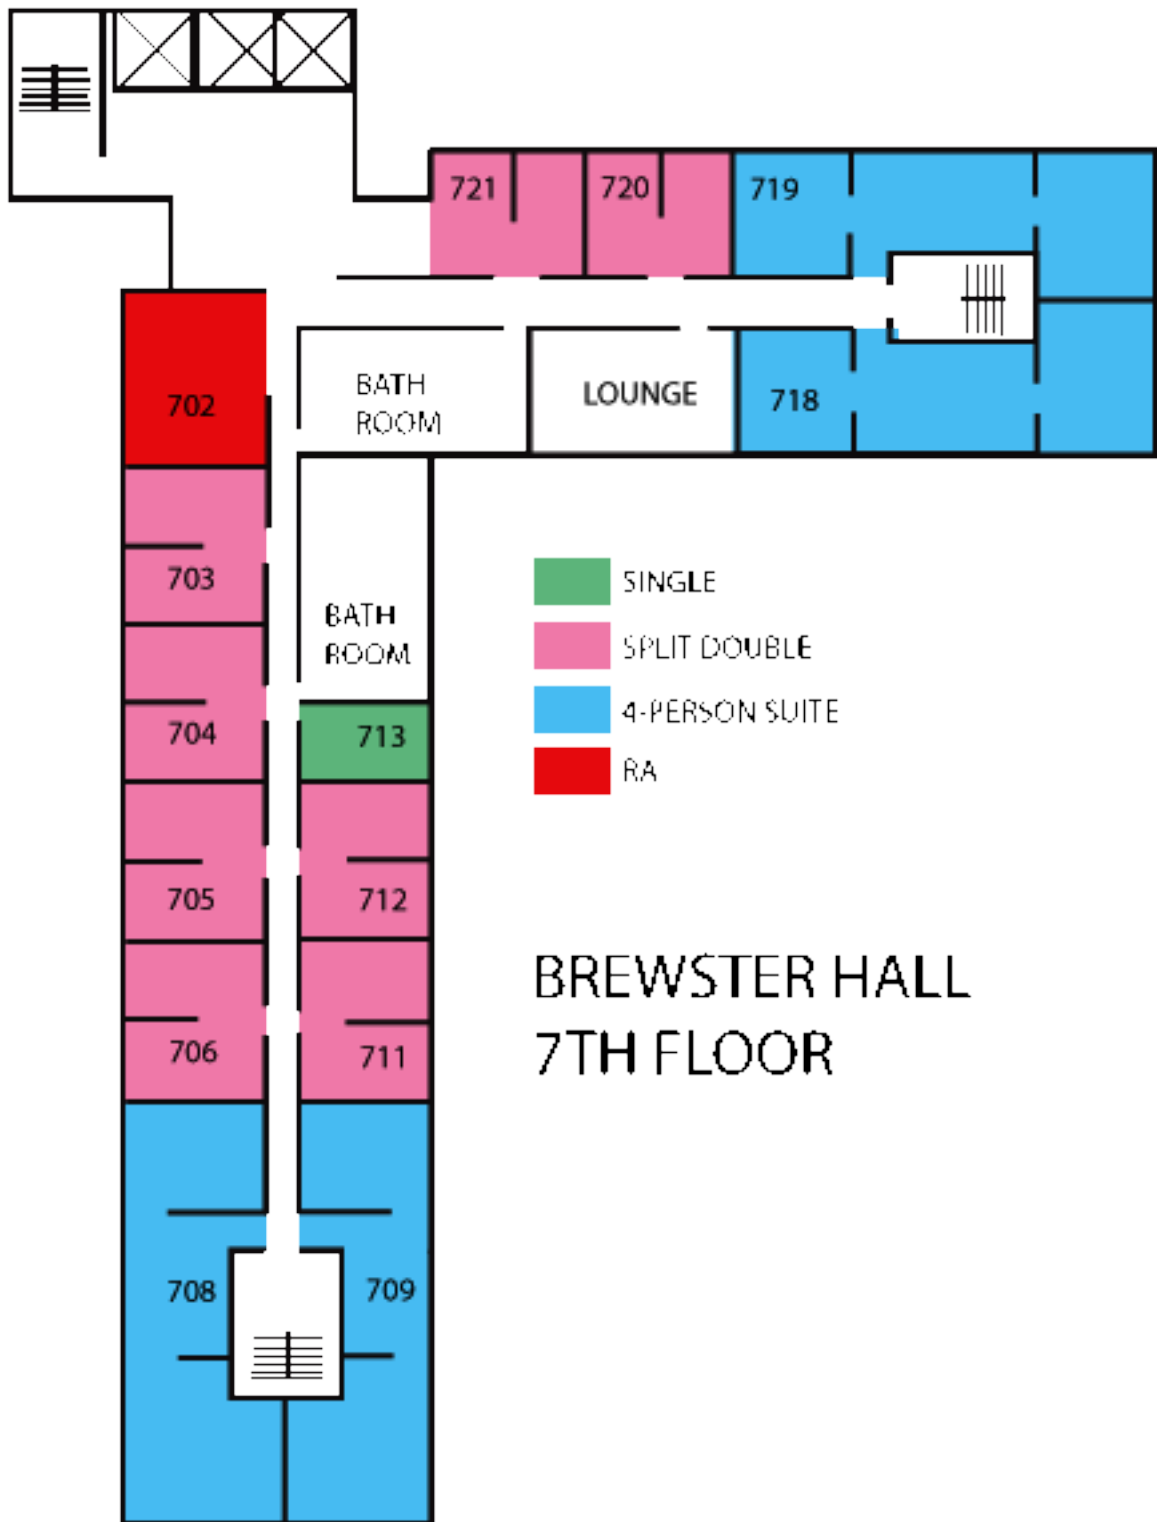 721
720
719
702
BATH
ROOM
LOUNGE
718
703
BATH
ROOM
704
713
705
712
706
711
708
709
SINGLE
SPLIT DOUBLE
4-PERSON SUITE
RA
BREWSTER HALL
7TH FLOOR